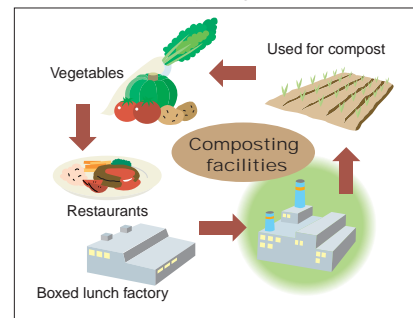 Used for compost
Vegetables
Composting
facilities
Restaurants
Boxed lunch factory